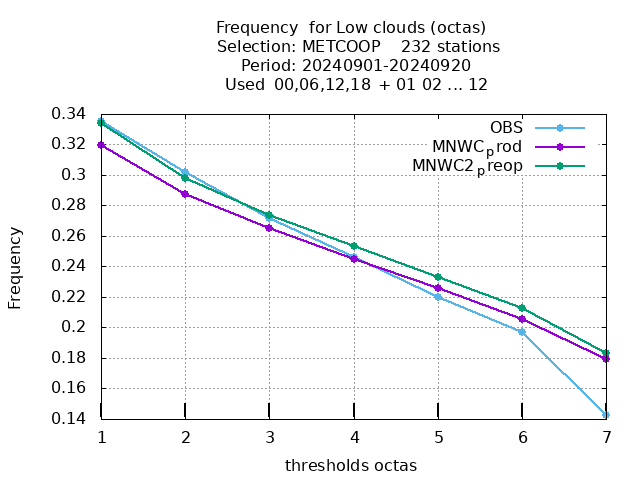 Frequency  for Low clouds (octas)
Selection: METCOOP    232 stations
Period: 20240901-20240920
Used  00,06,12,18  + 01 02 ... 12
0.34
0.32
0.3
0.28
0.26
0.24
0.22
0.2
0.18
0.16
0.14
Frequency
OBS
MNWCprod
MNWC2preop
1 2 3 4 5 6 7
thresholds octas